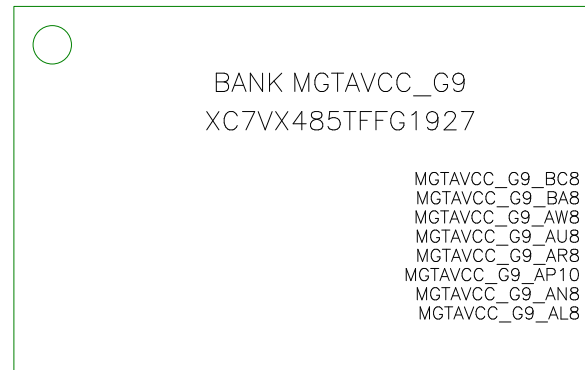 BANK MGTAVCC_G9
XC7VX485TFFG1927
MGTAVCC_G9_BC8
MGTAVCC_G9_BA8
MGTAVCC_G9_AW8
MGTAVCC_G9_AU8
MGTAVCC_G9_AR8
MGTAVCC_G9_AP10
MGTAVCC_G9_AN8
MGTAVCC_G9_AL8